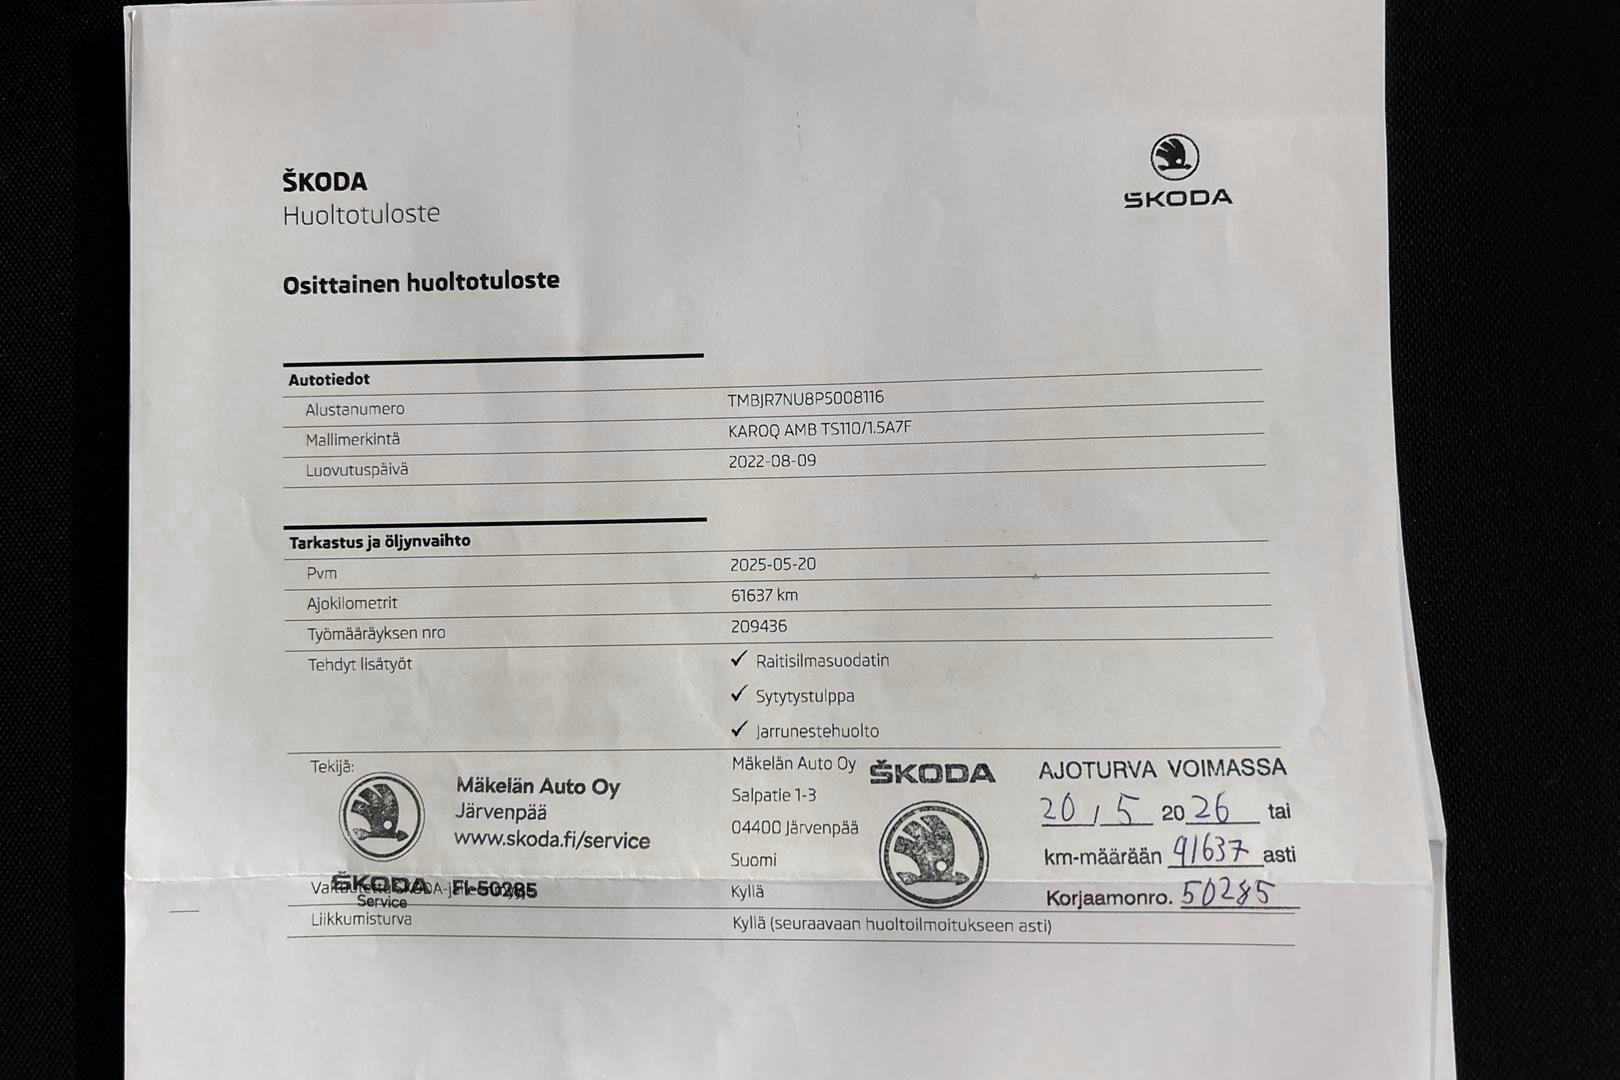 ŠKODA
Huoltotuloste
ŠKODA
Osittainen huoltotuloste
Autotiedot
Alustanumero TMBJR7NU8P5008116
Mallimerkintä KAROQ AMB TS110/1.5A7F
Luovutuspäivä 2022-08-09
Tarkastus ja öljynvaihto
Pvm 2025-05-20
Ajokilometrit 61637 km
Työmääräyksen nro 209436
Tehdyt lisätyöt ✓ Raitisilmasuodatin
✓ Sytytystulppa
✓ Jarrunestehuolto
Tekijä: Mäkelän Auto Oy
Salpatie 1-3
04400 Järvenpää
Suomi
Mäkelän Auto Oy
Järvenpää
www.skoda.fi/service
ŠKODA FI-50285
Service
Kyllä
ŠKODA
AJOTURVA VOIMASSA
20 / 5 2026 tai
km-määrään 91637 asti
Korjaamonro. 50285
Liikkumisturva Kyllä (seuraavaan huoltoilmoitukseen asti)